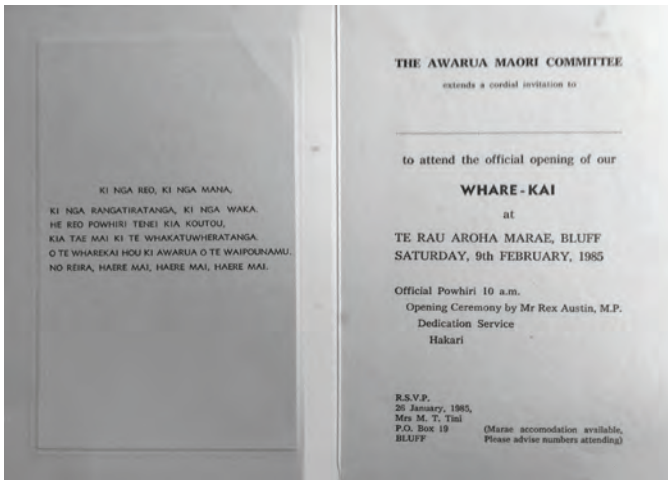 KI NGA REO, KI NGA MANA,
KI NGA RANGATIRATANGA, KI NGA WAKA.
HE REO POWHIRI TENEI KIA KOUTOU,
KIA TAE MAI KI TE WHAKATUWHERATANGA.
O TE WHAREKAI HOU KI AWARUA O TE WAIPOUNAMU.
NO REIRA, HAERE MAI, HAERE MAI, HAERE MAI.
THE AWARUA MAORI COMMITTEE
extends a cordial invitation to
to attend the official opening of our
WHARE-KAI
at
TE RAU AROHA MARAE, BLUFF
SATURDAY, 9th FEBRUARY, 1985
Official Powhiri 10 a.m.
Opening Ceremony by Mr Rex Austin, M.P.
Dedication Service
Hakari
R.S.V.P.
26 January, 1985,
Mrs M. T. Tini
P.O. Box 19 (Marae accomodation available,
BLUFF Please advise numbers attending)